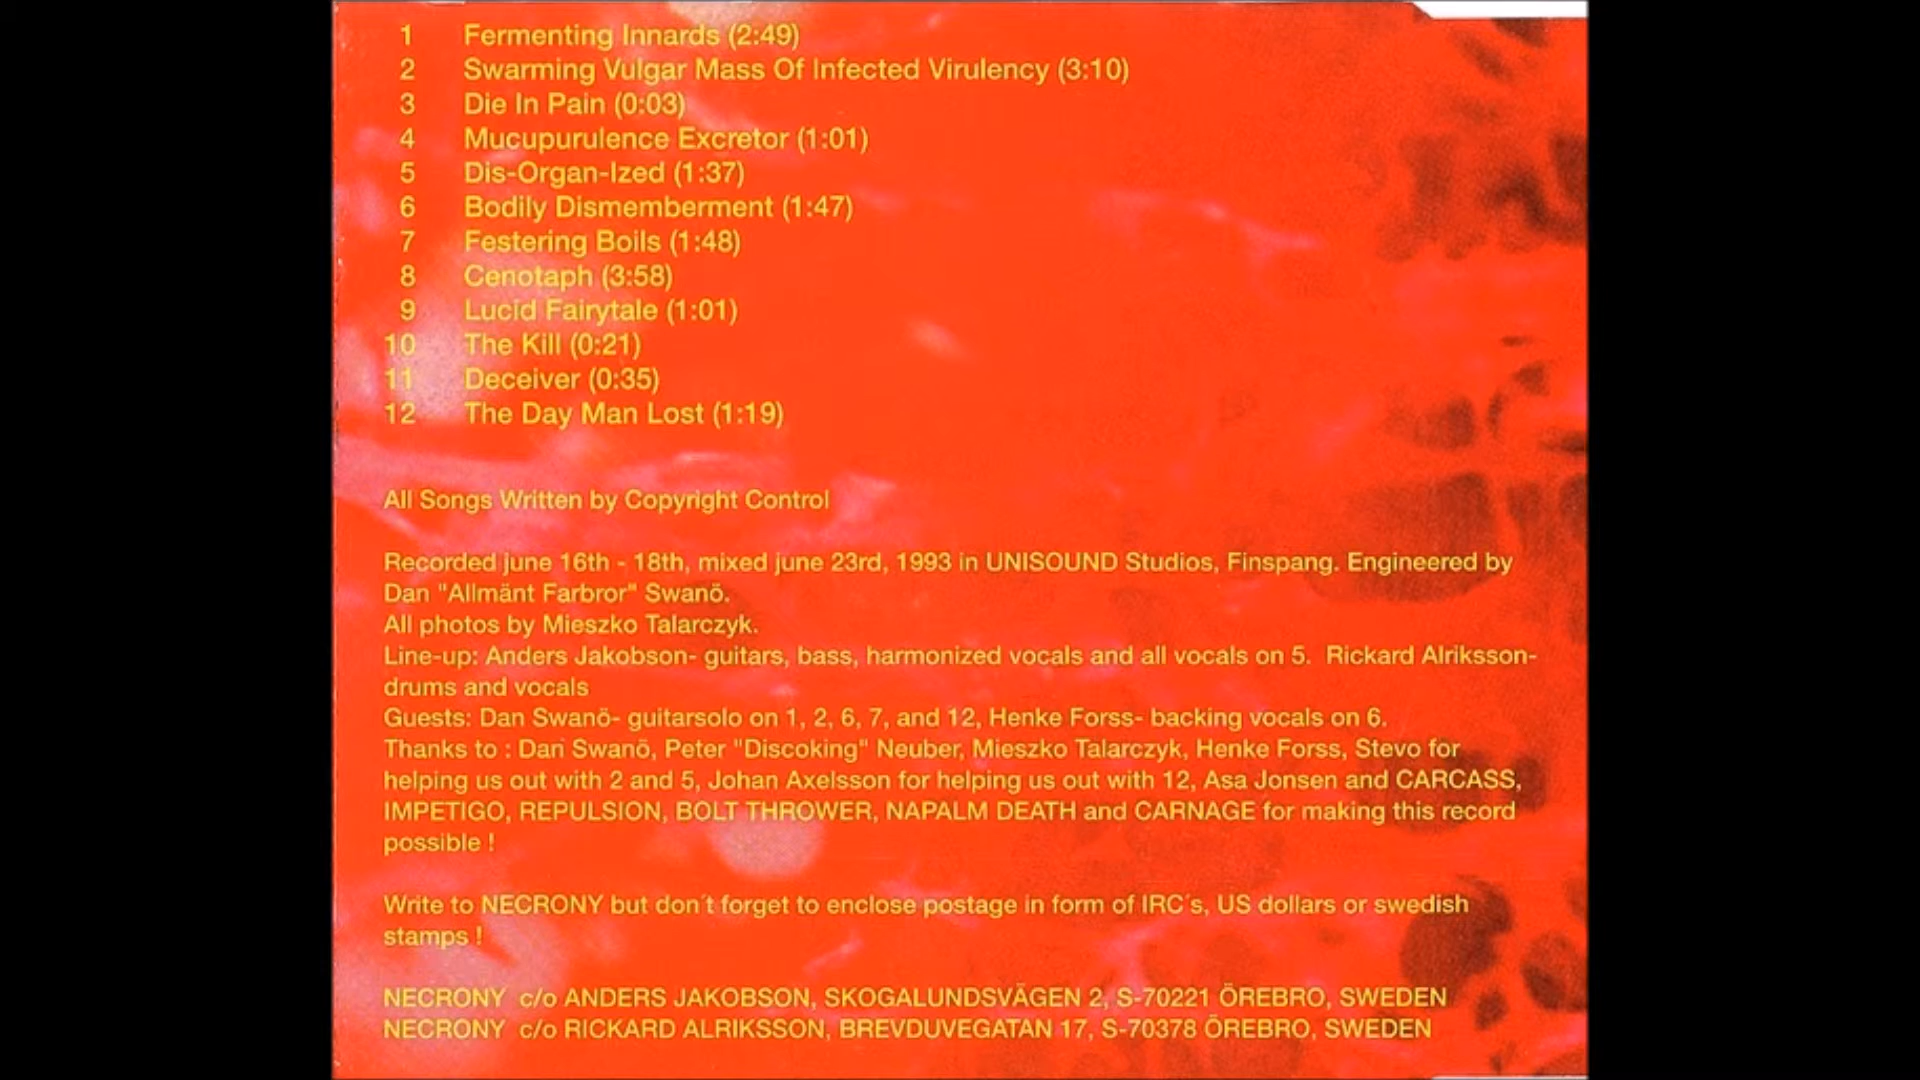 1 Fermenting Innards (2:49)
2 Swarming Vulgar Mass Of Infected Virulency (3:10)
3 Die In Pain (0:03)
4 Mucupurulence Excretor (1:01)
5 Dis-Organ-Ized (1:37)
6 Bodily Dismemberment (1:47)
7 Festering Boils (1:48)
8 Cenotaph (3:58)
9 Lucid Fairytale (1:01)
10 The Kill (0:21)
11 Deceiver (0:35)
12 The Day Man Lost (1:19)
All Songs Written by Copyright Control
Recorded june 16th - 18th, mixed june 23rd, 1993 in UNISOUND Studios, Finspang. Engineered by
Dan "Allmänt Farbror" Swanö.
All photos by Mieszko Talarczyk.
Line-up: Anders Jakobson- guitars, bass, harmonized vocals and all vocals on 5. Rickard Alriksson-
drums and vocals
Guests: Dan Swanö- guitarsolo on 1, 2, 6, 7, and 12, Henke Forss- backing vocals on 6.
Thanks to : Dan Swanö, Peter "Discoking" Neuber, Mieszko Talarczyk, Henke Forss, Stevo for
helping us out with 2 and 5, Johan Axelsson for helping us out with 12, Asa Jonsen and CARCASS,
IMPETIGO, REPULSION, BOLT THROWER, NAPALM DEATH and CARNAGE for making this record
possible !
Write to NECRONY but don´t forget to enclose postage in form of IRC´s, US dollars or swedish
stamps !
NECRONY c/o ANDERS JAKOBSON, SKOGALUNDSVÄGEN 2, S-70221 ÖREBRO, SWEDEN
NECRONY c/o RICKARD ALRIKSSON, BREVDUVEGATAN 17, S-70378 ÖREBRO, SWEDEN